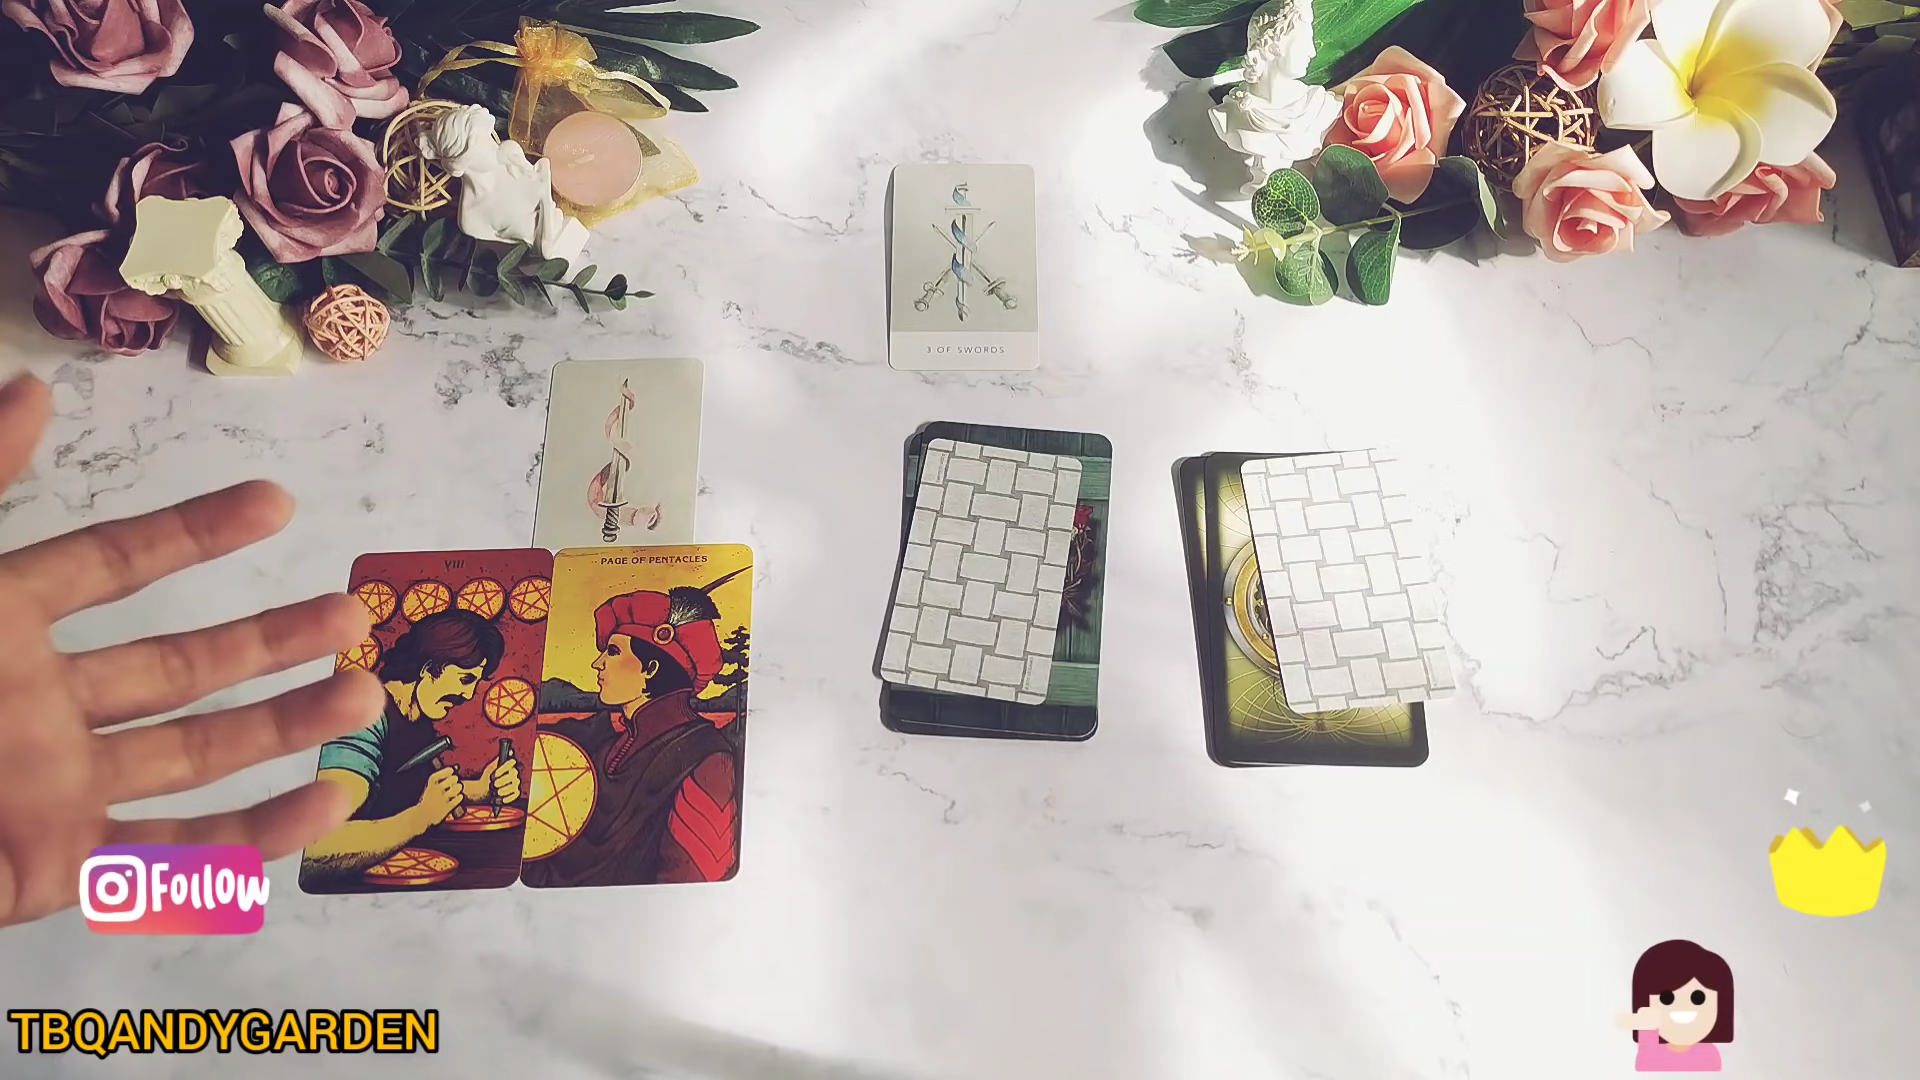 3 OF SWORDS
VIII
PAGE OF PENTACLES
Follow
TBQANDYGARDEN